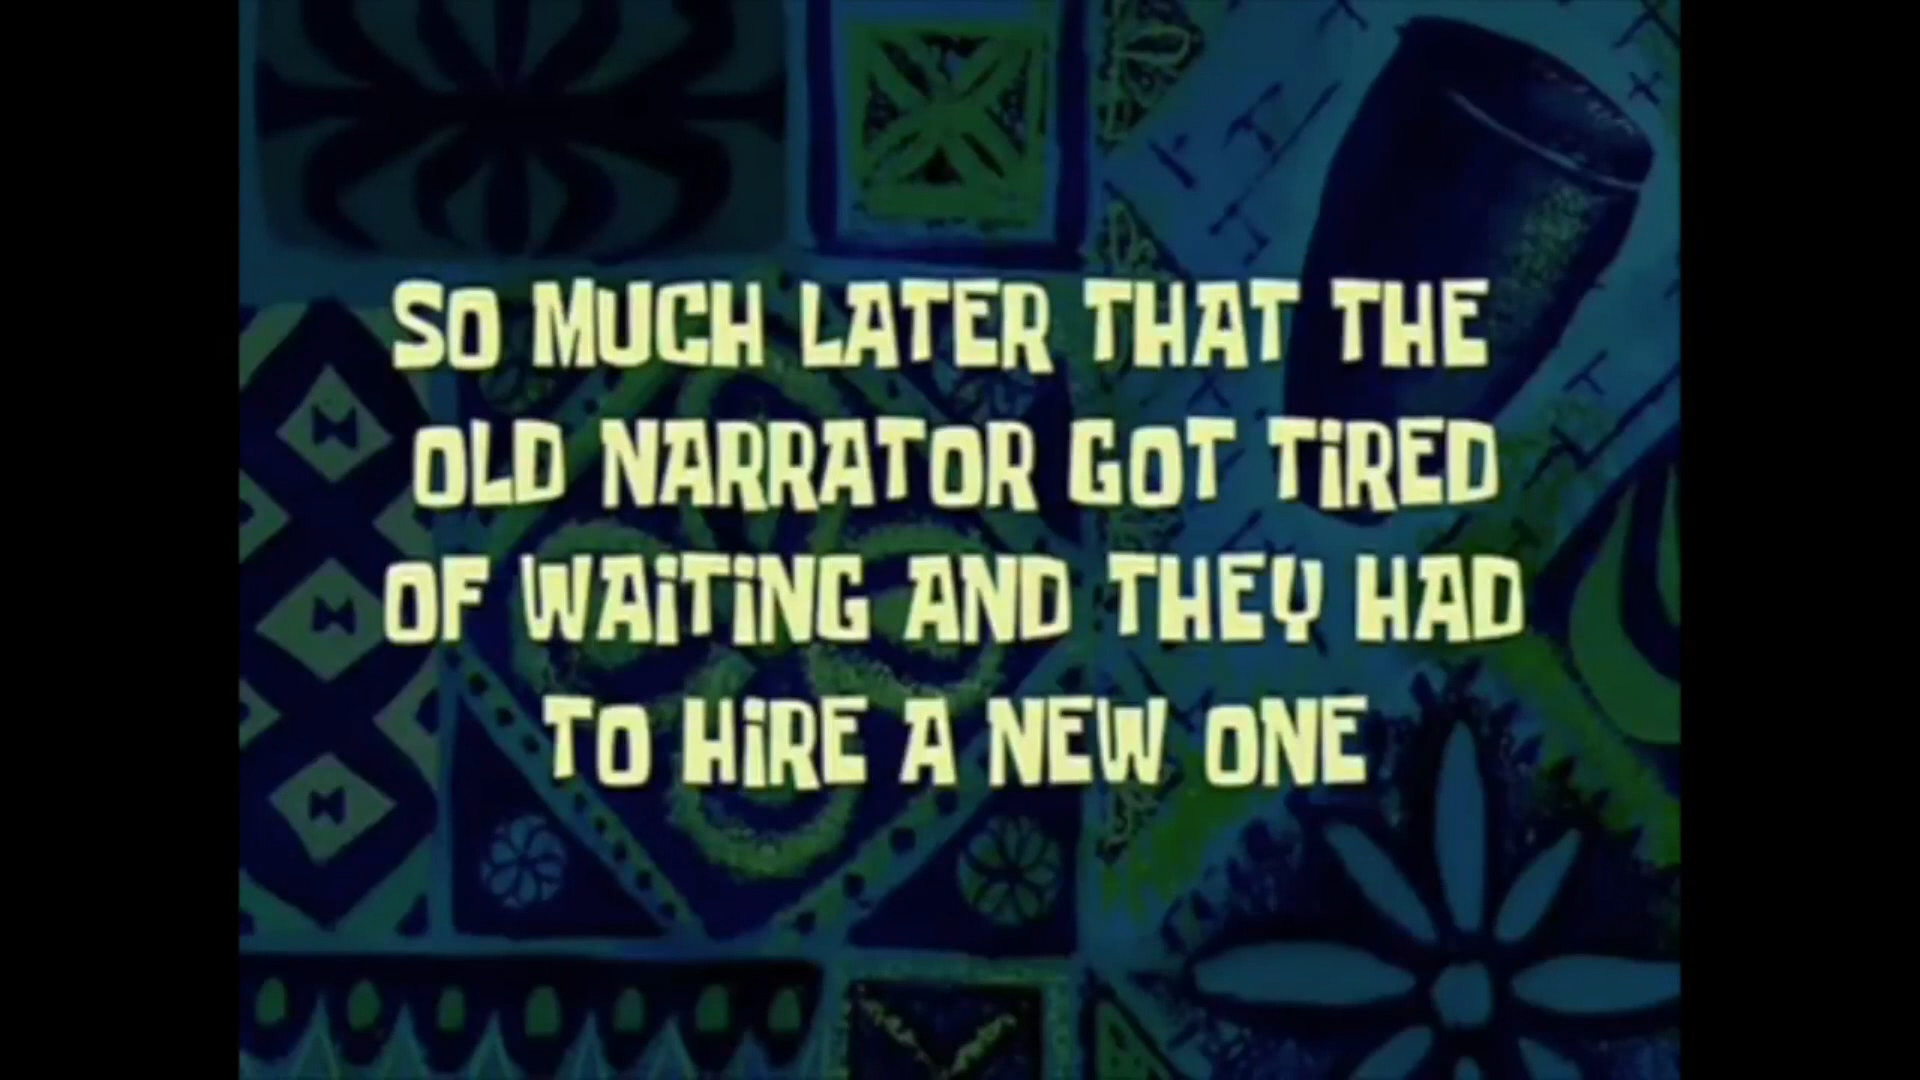 SO MUCH LATER THAT THE
OLD NARRATOR GOT TiRED
OF WAiTiNG AND THEY HAD
TO HiRE A NEW ONE